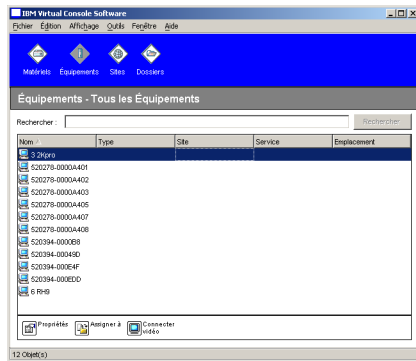 IBM Virtual Console Software
Fichier Édition Affichage Outils Fenêtre Aide
Matériels Équipements Sites Dossiers
Équipements - Tous les Équipements
Rechercher : Rechercher
Nom Type Site Service Emplacement
3 2Kpro
520278-0000A401
520278-0000A402
520278-0000A403
520278-0000A405
520278-0000A407
520278-0000A408
520394-0000B8
520394-00049D
520394-000E4F
520394-000EDD
6 RH9
Propriétés Assigner à Connecter
vidéo
12 Objet(s)